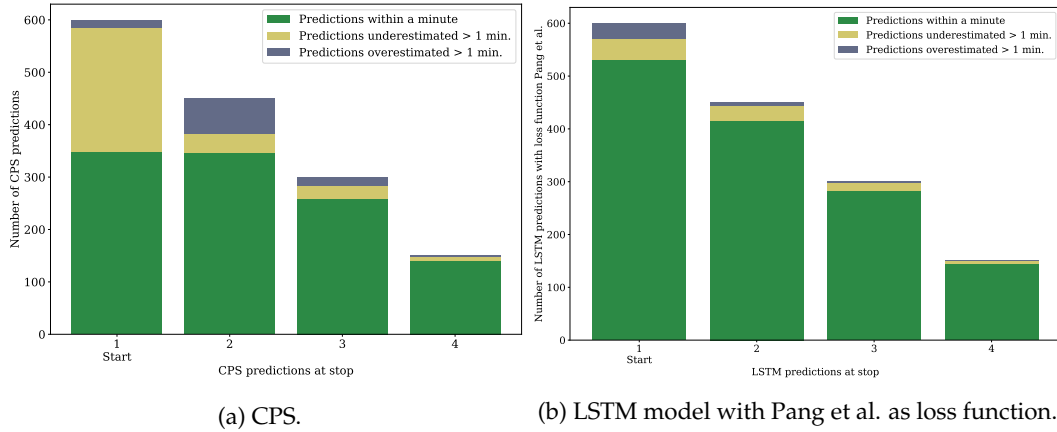 600
500
400
300
200
100
0
Number of CPS predictions
Predictions within a minute
Predictions underestimated > 1 min.
Predictions overestimated > 1 min.
1
Start
2
3
4
CPS predictions at stop
(a) CPS.
600
500
400
300
200
100
0
Number of LSTM predictions with loss function Pang et al.
Predictions within a minute
Predictions underestimated > 1 min.
Predictions overestimated > 1 min.
1
Start
2
3
4
LSTM predictions at stop
(b) LSTM model with Pang et al. as loss function.